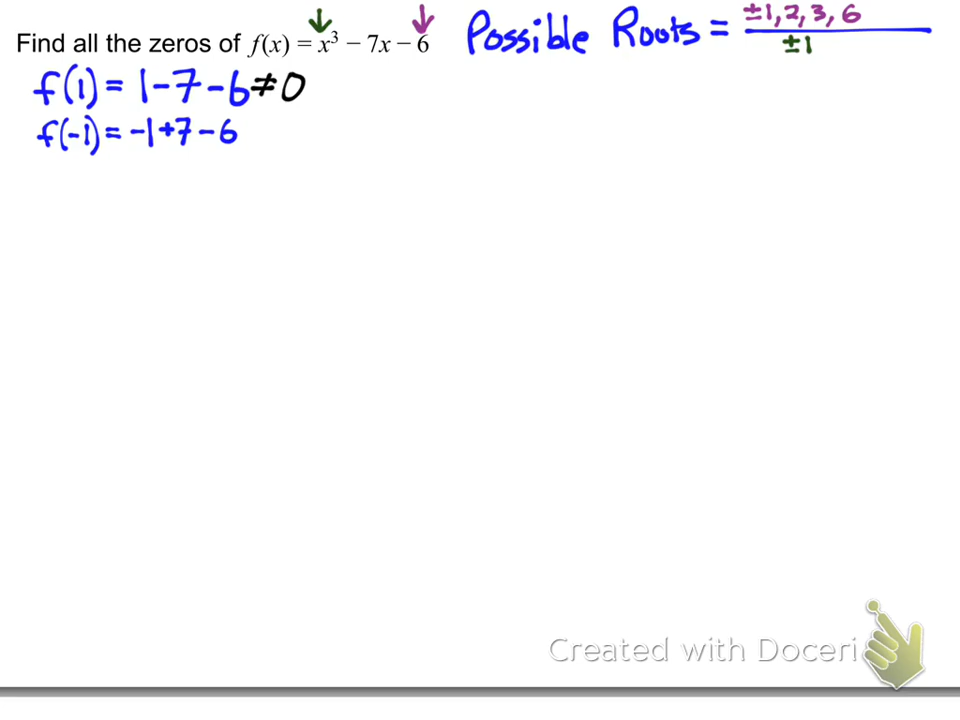 Find all the zeros of f(x) = x³ − 7x − 6
Possible Roots = ±1, 2, 3, 6 / ±1
f(1) = 1 - 7 - 6 ≠ 0
f(-1) = -1 + 7 - 6
Created with Doceri